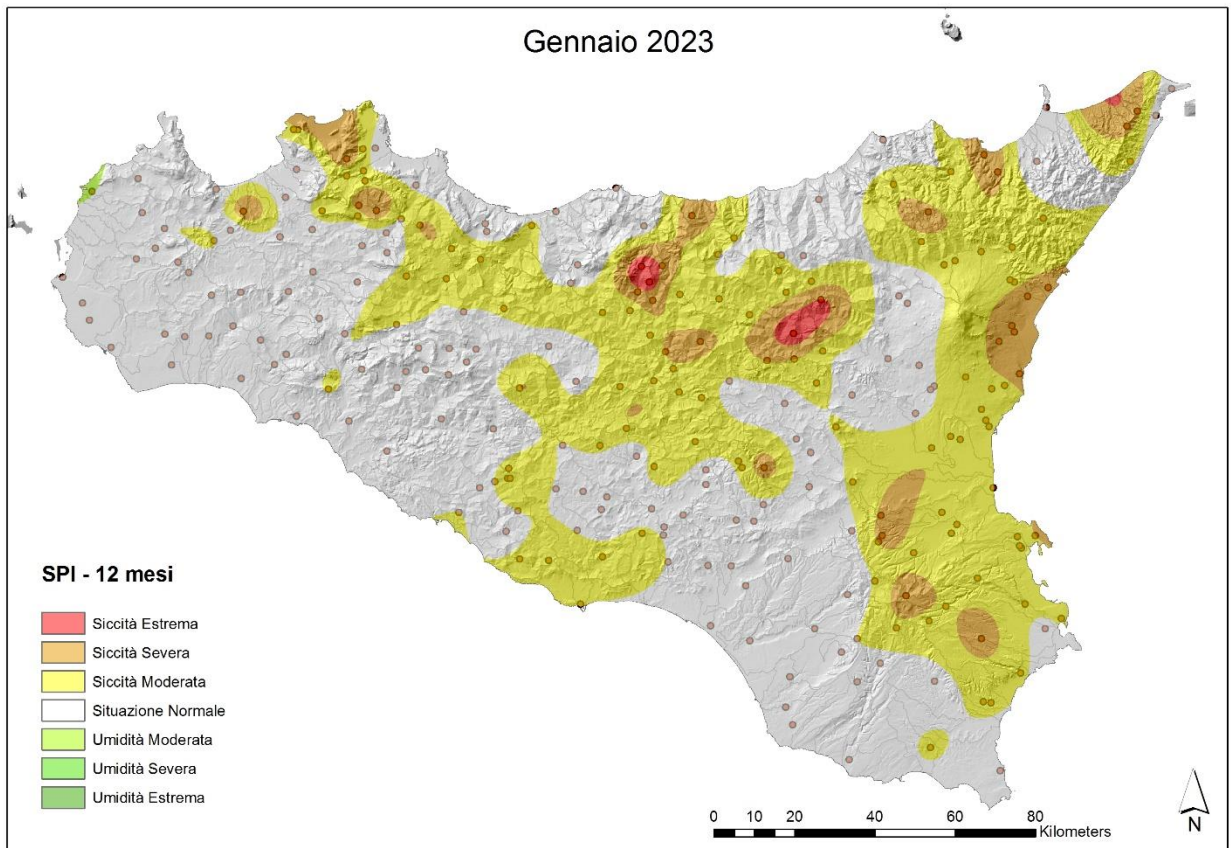 Gennaio 2023
SPI - 12 mesi
Siccità Estrema
Siccità Severa
Siccità Moderata
Situazione Normale
Umidità Moderata
Umidità Severa
Umidità Estrema
0 10 20 40 60 80
Kilometers
N